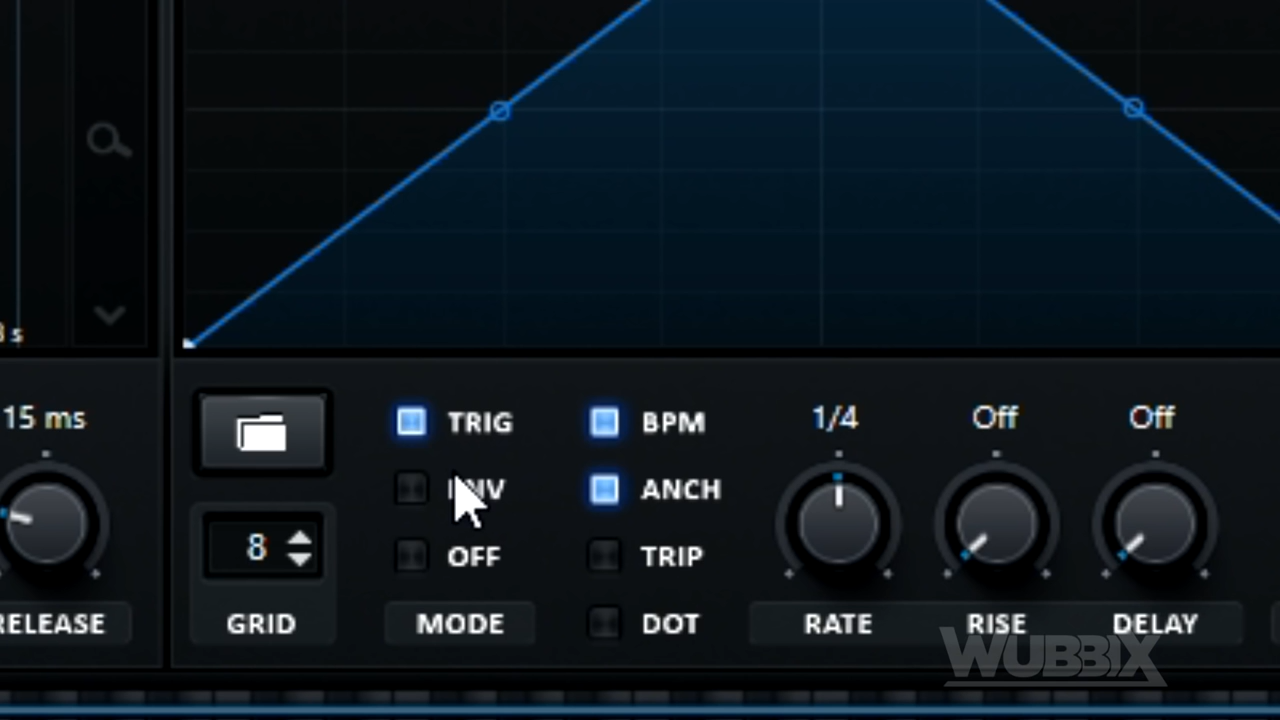 s
15 ms
TRIG
BPM
1/4
Off
Off
ENV
ANCH
8
OFF
TRIP
RELEASE
GRID
MODE
DOT
RATE
RISE
DELAY
WUBBIX